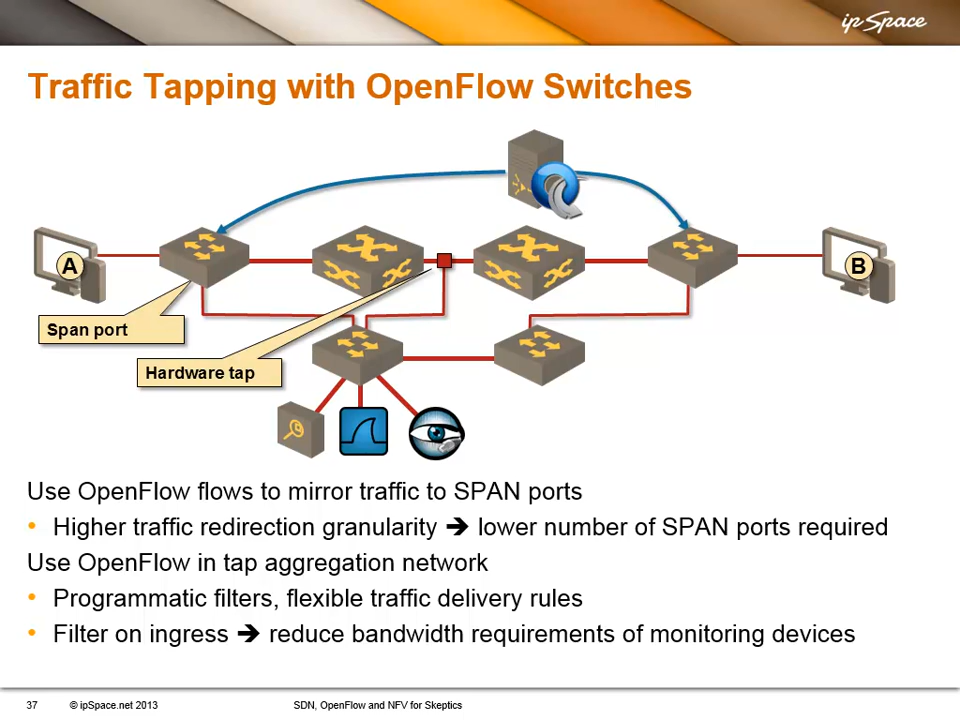 ipSpace
Traffic Tapping with OpenFlow Switches
A
B
Span port
Hardware tap
Use OpenFlow flows to mirror traffic to SPAN ports
• Higher traffic redirection granularity ➔ lower number of SPAN ports required
Use OpenFlow in tap aggregation network
• Programmatic filters, flexible traffic delivery rules
• Filter on ingress ➔ reduce bandwidth requirements of monitoring devices
37 © ipSpace.net 2013 SDN, OpenFlow and NFV for Skeptics